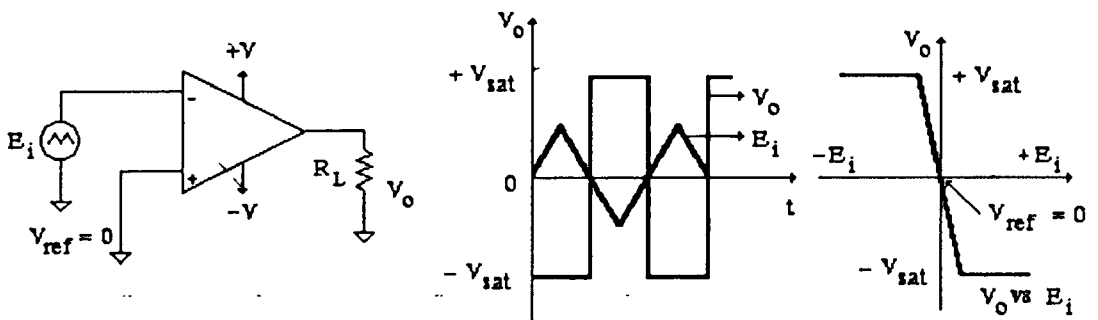 +V
-
E_i
+
R_L
V_o
-V
V_ref = 0
V_o
+ V_sat
V_o
E_i
0
t
- V_sat
V_o
+ V_sat
-E_i
+E_i
V_ref = 0
- V_sat
V_o vs E_i